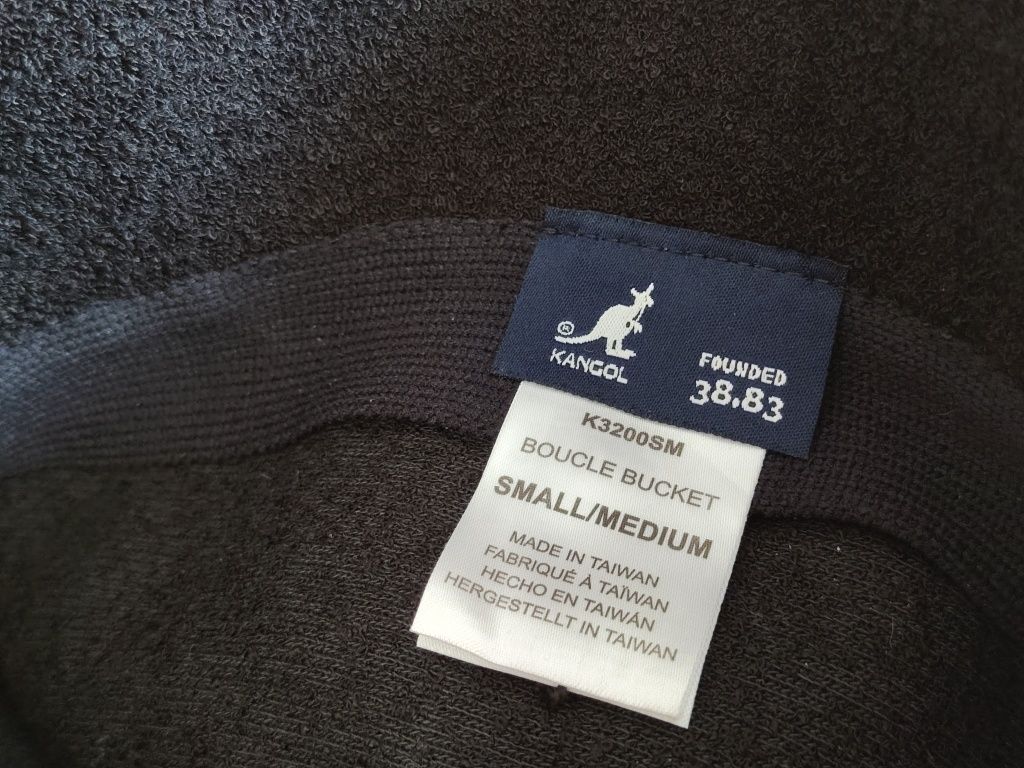 ®
KANGOL
FOUNDED
38.83
K3200SM
BOUCLE BUCKET
SMALL/MEDIUM
MADE IN TAIWAN
FABRIQUÉ À TAÏWAN
HECHO EN TAIWÁN
HERGESTELLT IN TAIWAN